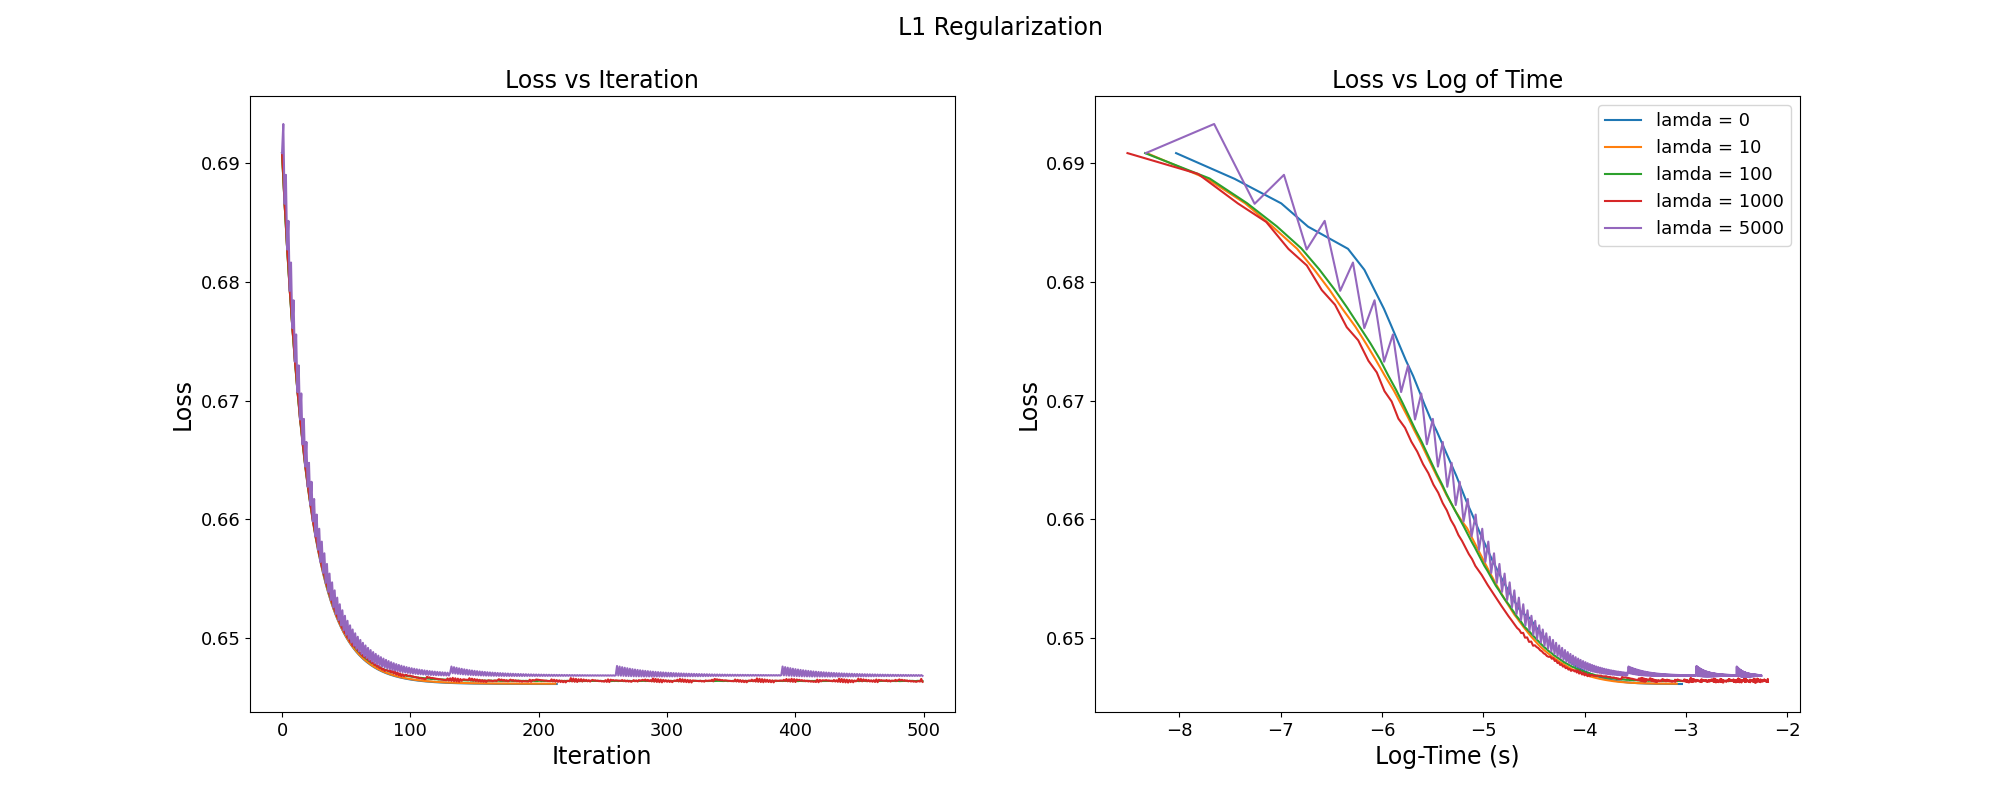 L1 Regularization
Loss vs Iteration
Loss
0.69
0.68
0.67
0.66
0.65
0 100 200 300 400 500
Iteration
Loss vs Log of Time
Loss
0.69
0.68
0.67
0.66
0.65
−8 −7 −6 −5 −4 −3 −2
Log-Time (s)
lamda = 0
lamda = 10
lamda = 100
lamda = 1000
lamda = 5000